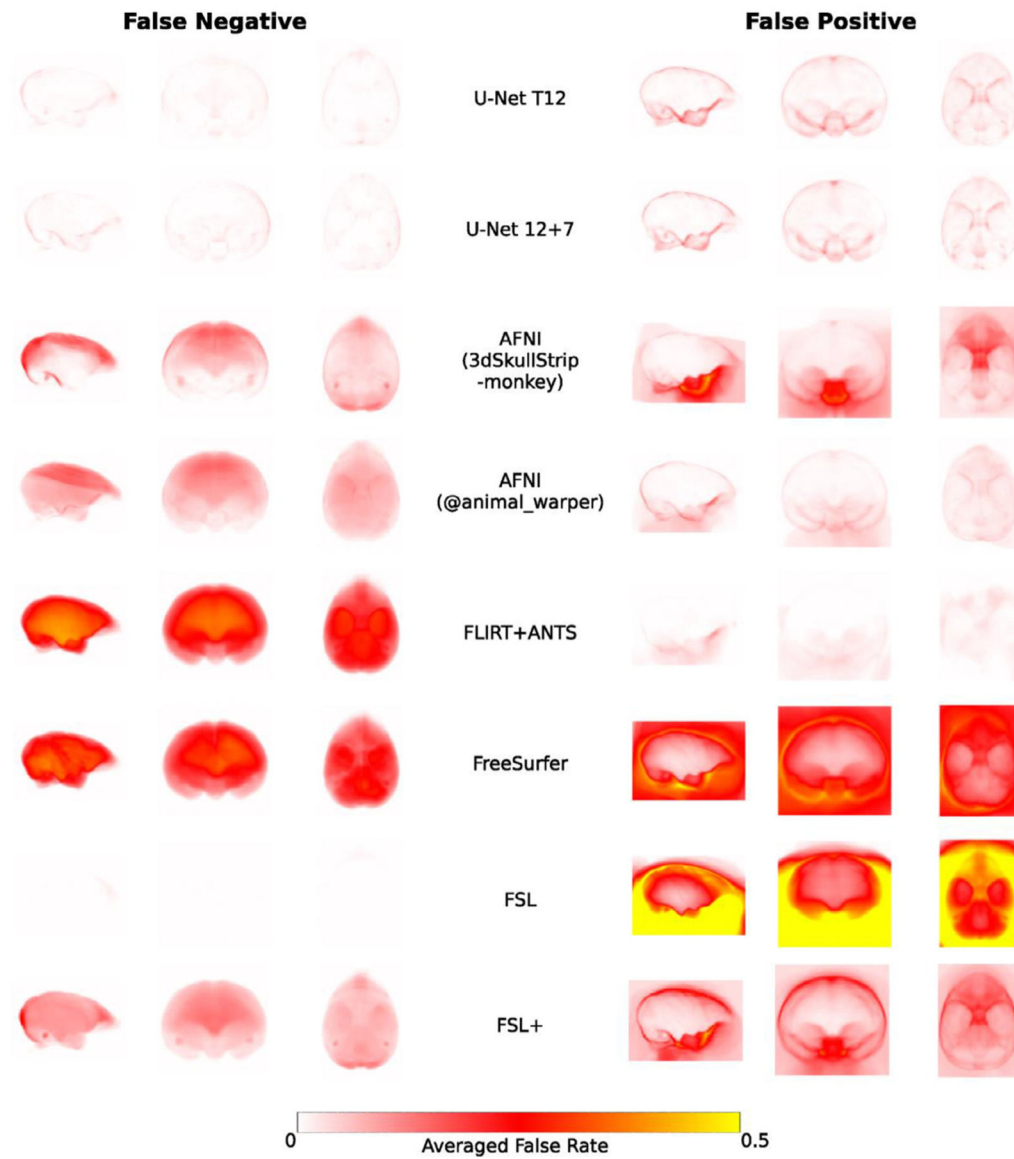 False Negative
False Positive
U-Net T12
U-Net 12+7
AFNI
(3dSkullStrip
-monkey)
AFNI
(@animal_warper)
FLIRT+ANTS
FreeSurfer
FSL
FSL+
0
0.5
Averaged False Rate